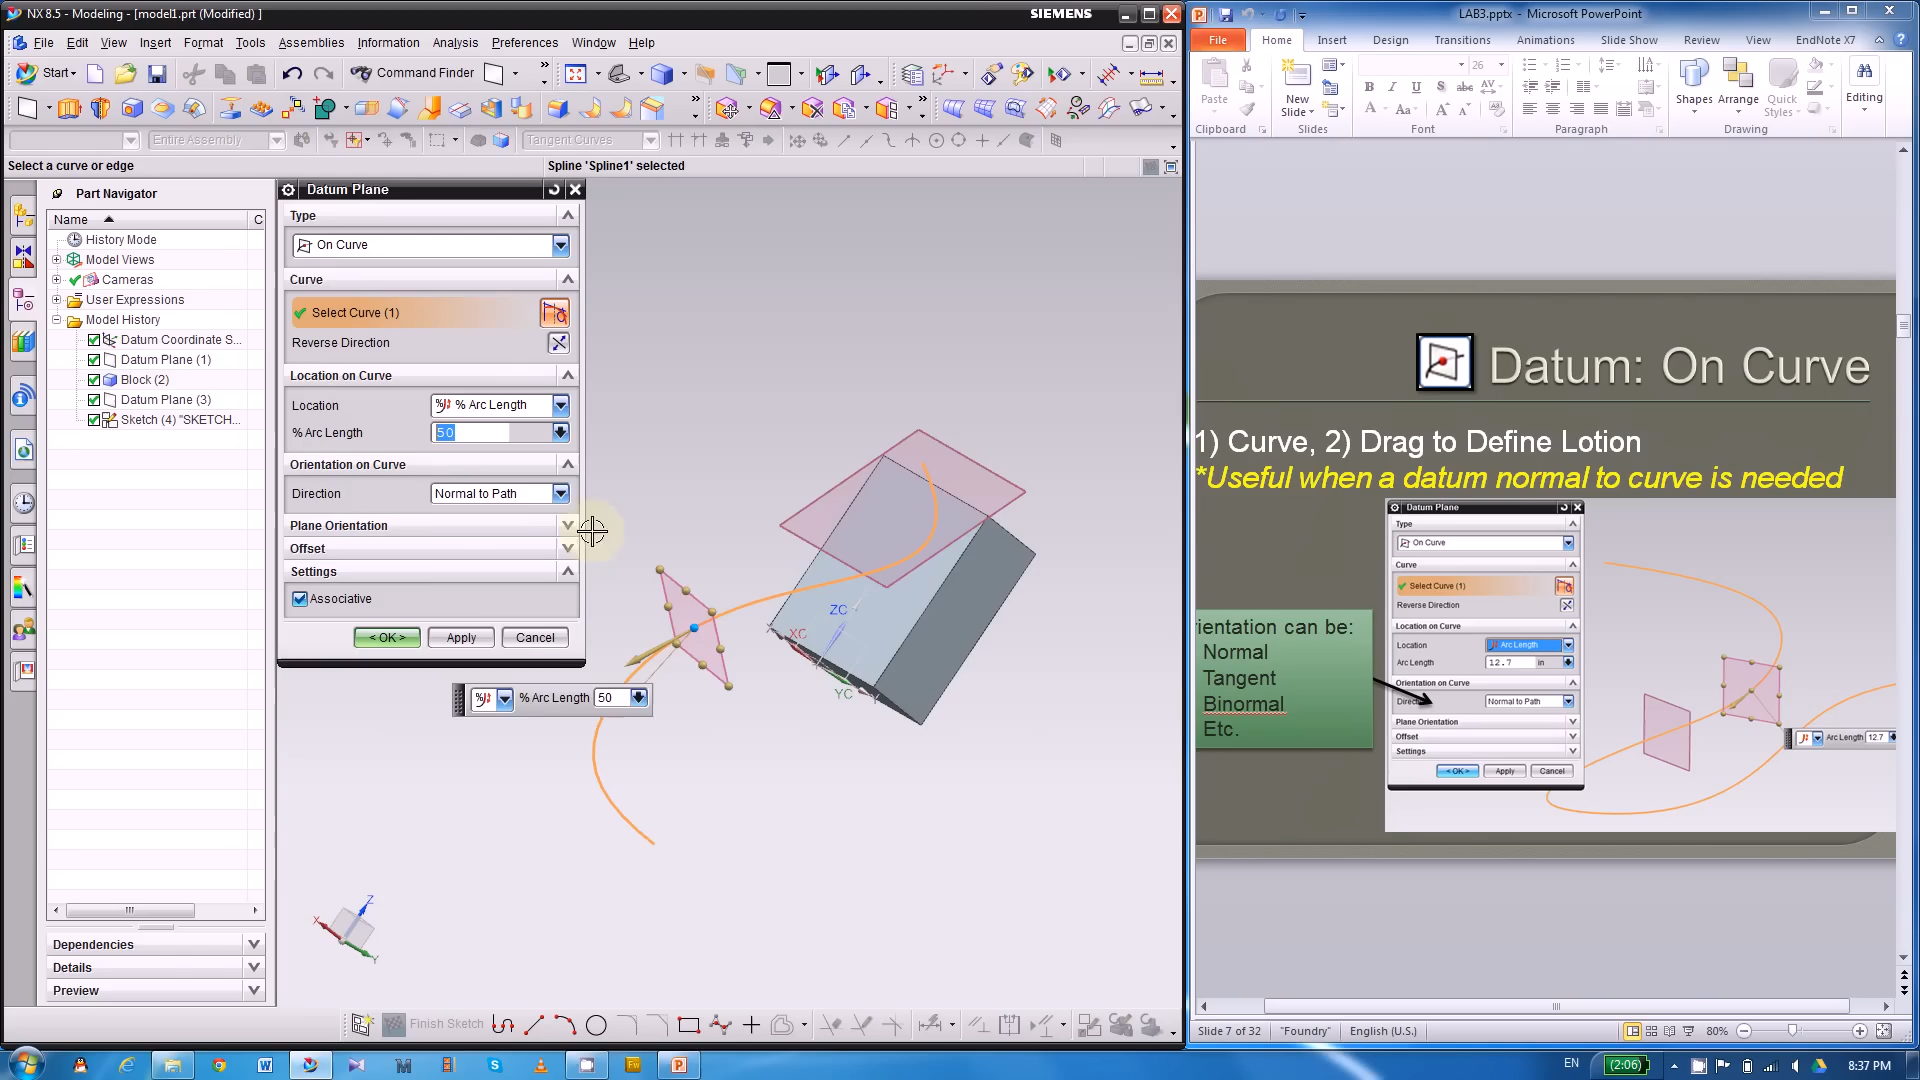 NX 8.5 - Modeling - [model1.prt (Modified) ]
SIEMENS
File Edit View Insert Format Tools Assemblies Information Analysis Preferences Window Help
Start
Command Finder
Entire Assembly
Tangent Curves
Select a curve or edge
Spline 'Spline1' selected
Part Navigator
Name
C
History Mode
Model Views
Cameras
User Expressions
Model History
Datum Coordinate S...
Datum Plane (1)
Block (2)
Datum Plane (3)
Sketch (4) "SKETCH...
Dependencies
Details
Preview
Datum Plane
Type
On Curve
Curve
Select Curve (1)
Reverse Direction
Location on Curve
Location
% Arc Length
% Arc Length
50
Orientation on Curve
Direction
Normal to Path
Plane Orientation
Offset
Settings
Associative
< OK >
Apply
Cancel
% Arc Length 50
ZC
XC
YC
X
Y
Z
X
Y
Finish Sketch
LAB3.pptx - Microsoft PowerPoint
File Home Insert Design Transitions Animations Slide Show Review View EndNote X7
Paste
New Slide
26
B I U S
Aa
A
Shapes
Arrange
Quick Styles
Editing
Clipboard
Slides
Font
Paragraph
Drawing
Datum: On Curve
1) Curve, 2) Drag to Define Lotion
*Useful when a datum normal to curve is needed
rientation can be:
Normal
Tangent
Binormal
Etc.
Datum Plane
Type
On Curve
Curve
Select Curve (1)
Reverse Direction
Location on Curve
Location
Arc Length
Arc Length
12.7 in
Orientation on Curve
Direc
Normal to Path
Plane Orientation
Offset
Settings
< OK >
Apply
Cancel
Arc Length 12.7
Slide 7 of 32
"Foundry"
English (U.S.)
80%
EN
(2:06)
8:37 PM